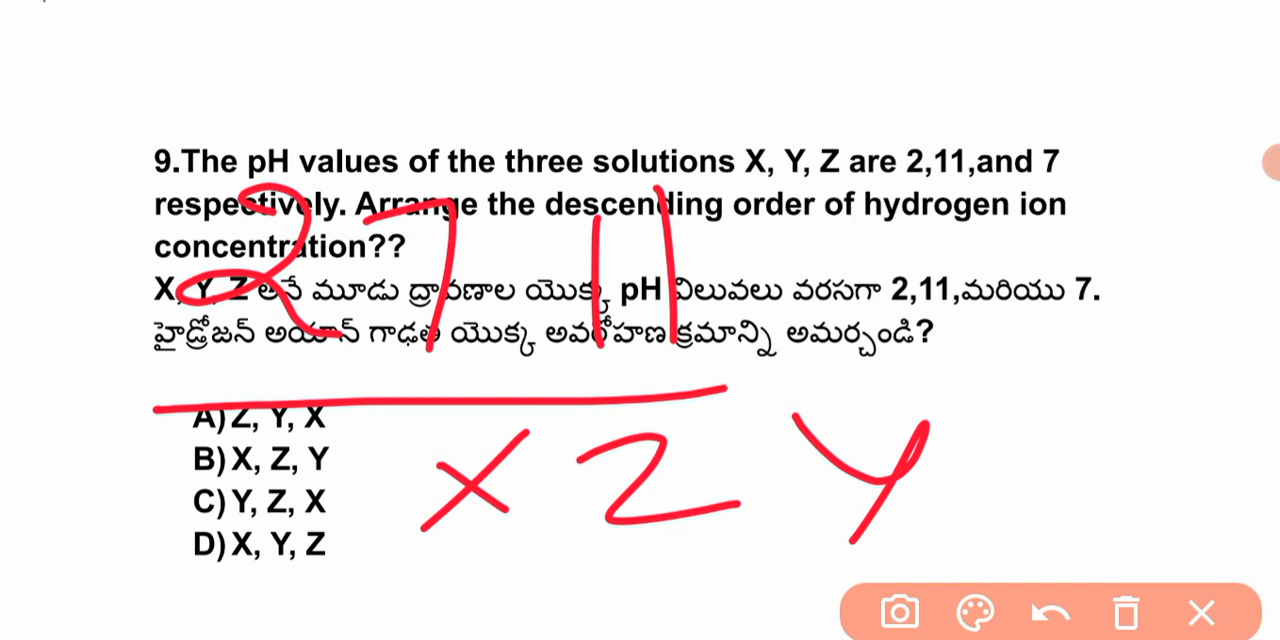 9.The pH values of the three solutions X, Y, Z are 2,11,and 7
respectively. Arrange the descending order of hydrogen ion
concentration??
X, Y, Z అనే మూడు ద్రావణాల యొక్క pH విలువలు వరసగా 2,11,మరియు 7.
హైడ్రోజన్ అయాన్ గాఢత యొక్క అవరోహణ క్రమాన్ని అమర్చండి?
2 7 11
A) Z, Y, X
B) X, Z, Y
C) Y, Z, X
D) X, Y, Z
X Z Y